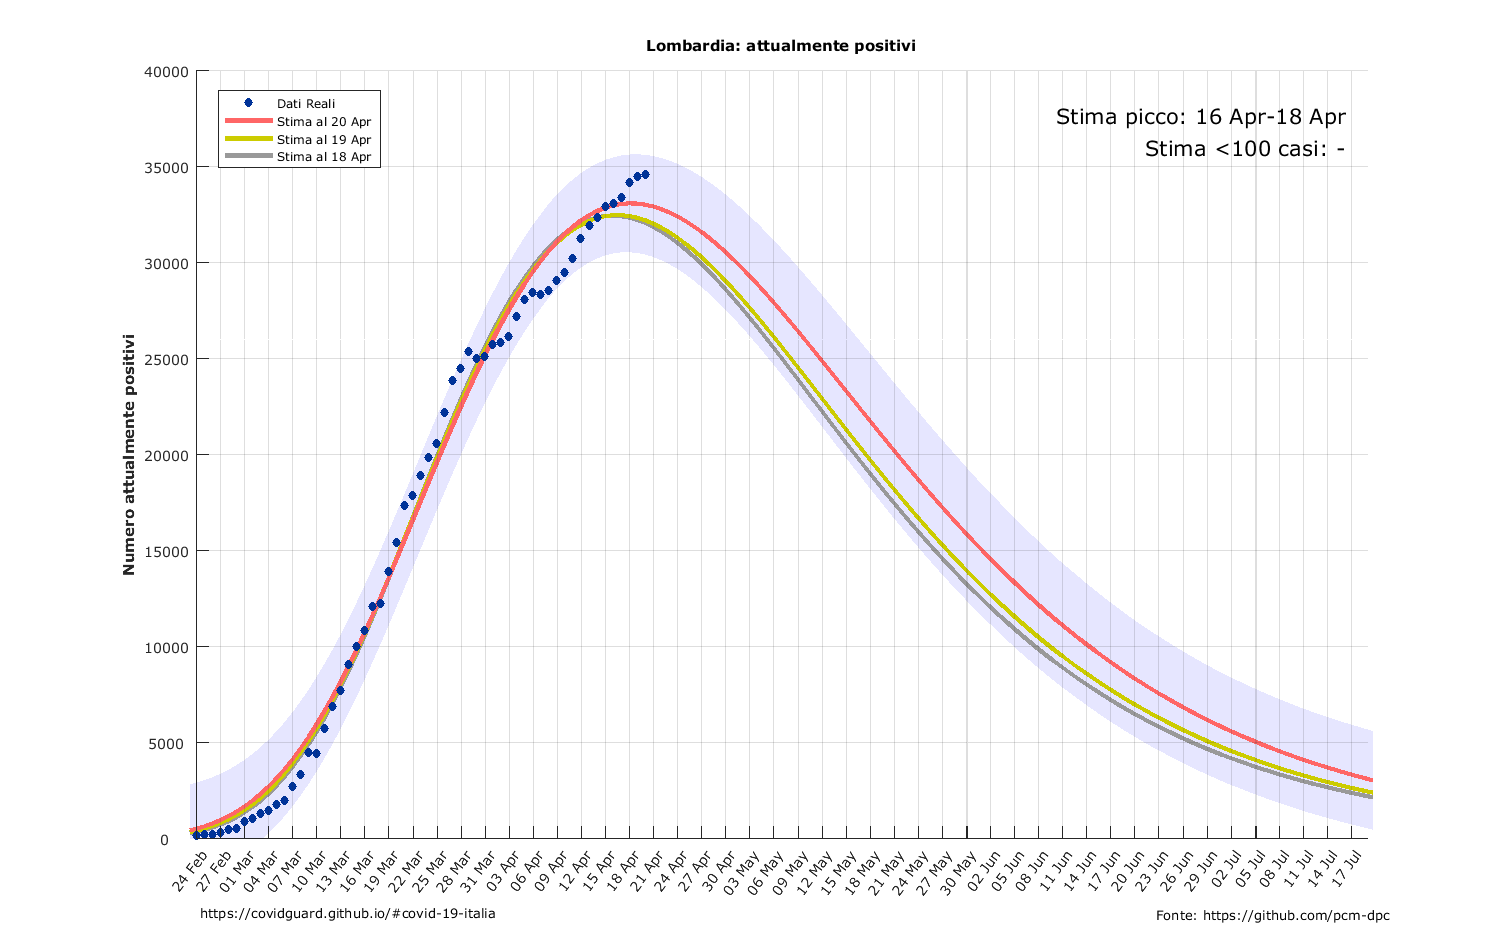 Lombardia: attualmente positivi
40000
35000
30000
25000
20000
15000
10000
5000
0
Numero attualmente positivi
Dati Reali
Stima al 20 Apr
Stima al 19 Apr
Stima al 18 Apr
Stima picco: 16 Apr-18 Apr
Stima <100 casi: -
24 Feb
27 Feb
01 Mar
04 Mar
07 Mar
10 Mar
13 Mar
16 Mar
19 Mar
22 Mar
25 Mar
28 Mar
31 Mar
03 Apr
06 Apr
09 Apr
12 Apr
15 Apr
18 Apr
21 Apr
24 Apr
27 Apr
30 Apr
03 May
06 May
09 May
12 May
15 May
18 May
21 May
24 May
27 May
30 May
02 Jun
05 Jun
08 Jun
11 Jun
14 Jun
17 Jun
20 Jun
23 Jun
26 Jun
29 Jun
02 Jul
05 Jul
08 Jul
11 Jul
14 Jul
17 Jul
https://covidguard.github.io/#covid-19-italia
Fonte: https://github.com/pcm-dpc